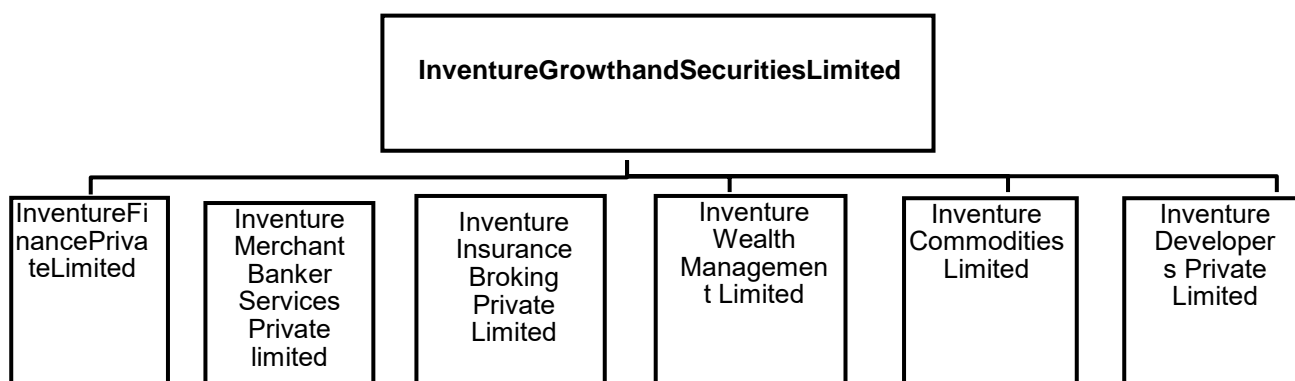 InventureGrowthandSecuritiesLimited
InventureFi
nancePriva
teLimited
Inventure
Merchant
Banker
Services
Private
limited
Inventure
Insurance
Broking
Private
Limited
Inventure
Wealth
Managemen
t Limited
Inventure
Commodities
Limited
Inventure
Developer
s Private
Limited